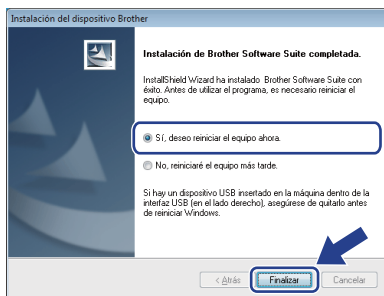 Instalación del dispositivo Brother
Instalación de Brother Software Suite completada.
InstallShield Wizard ha instalado Brother Software Suite con
éxito. Antes de utilizar el programa, es necesario reiniciar el
equipo.
Sí, deseo reiniciar el equipo ahora.
No, reiniciaré el equipo más tarde.
Si hay un dispositivo USB insertado en la máquina dentro de la
interfaz USB (en el lado derecho), asegúrese de quitarlo antes
de reiniciar Windows.
< Atrás Finalizar Cancelar